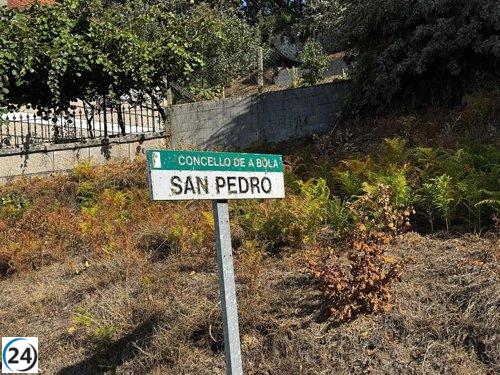 CONCELLO DE A BOLA
SAN PEDRO
24